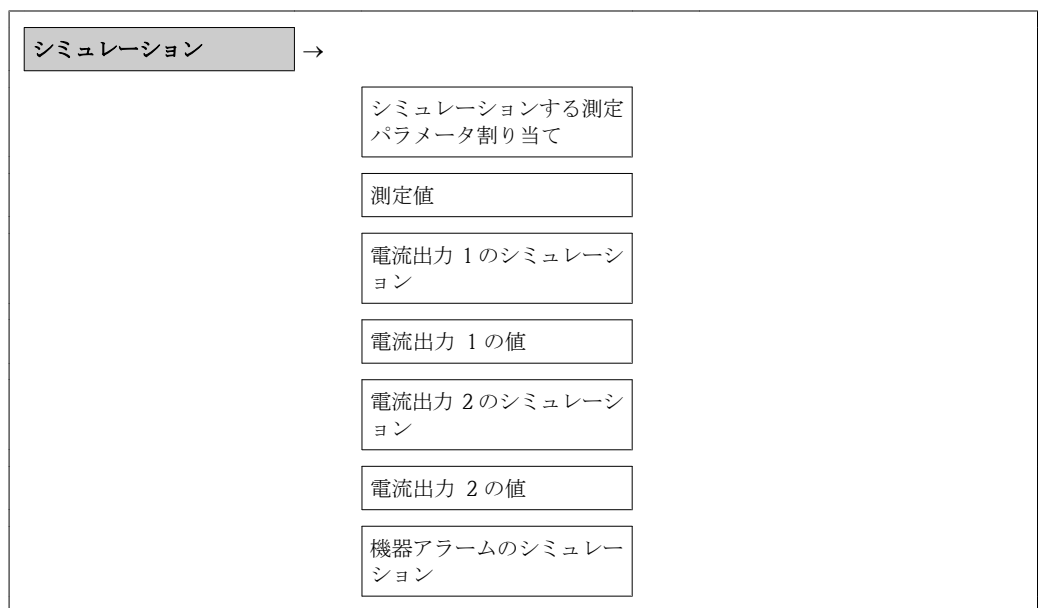 シミュレーション →
シミュレーションする測定
パラメータ割り当て
測定値
電流出力 1 のシミュレーシ
ョン
電流出力 1 の値
電流出力 2 のシミュレーシ
ョン
電流出力 2 の値
機器アラームのシミュレー
ション